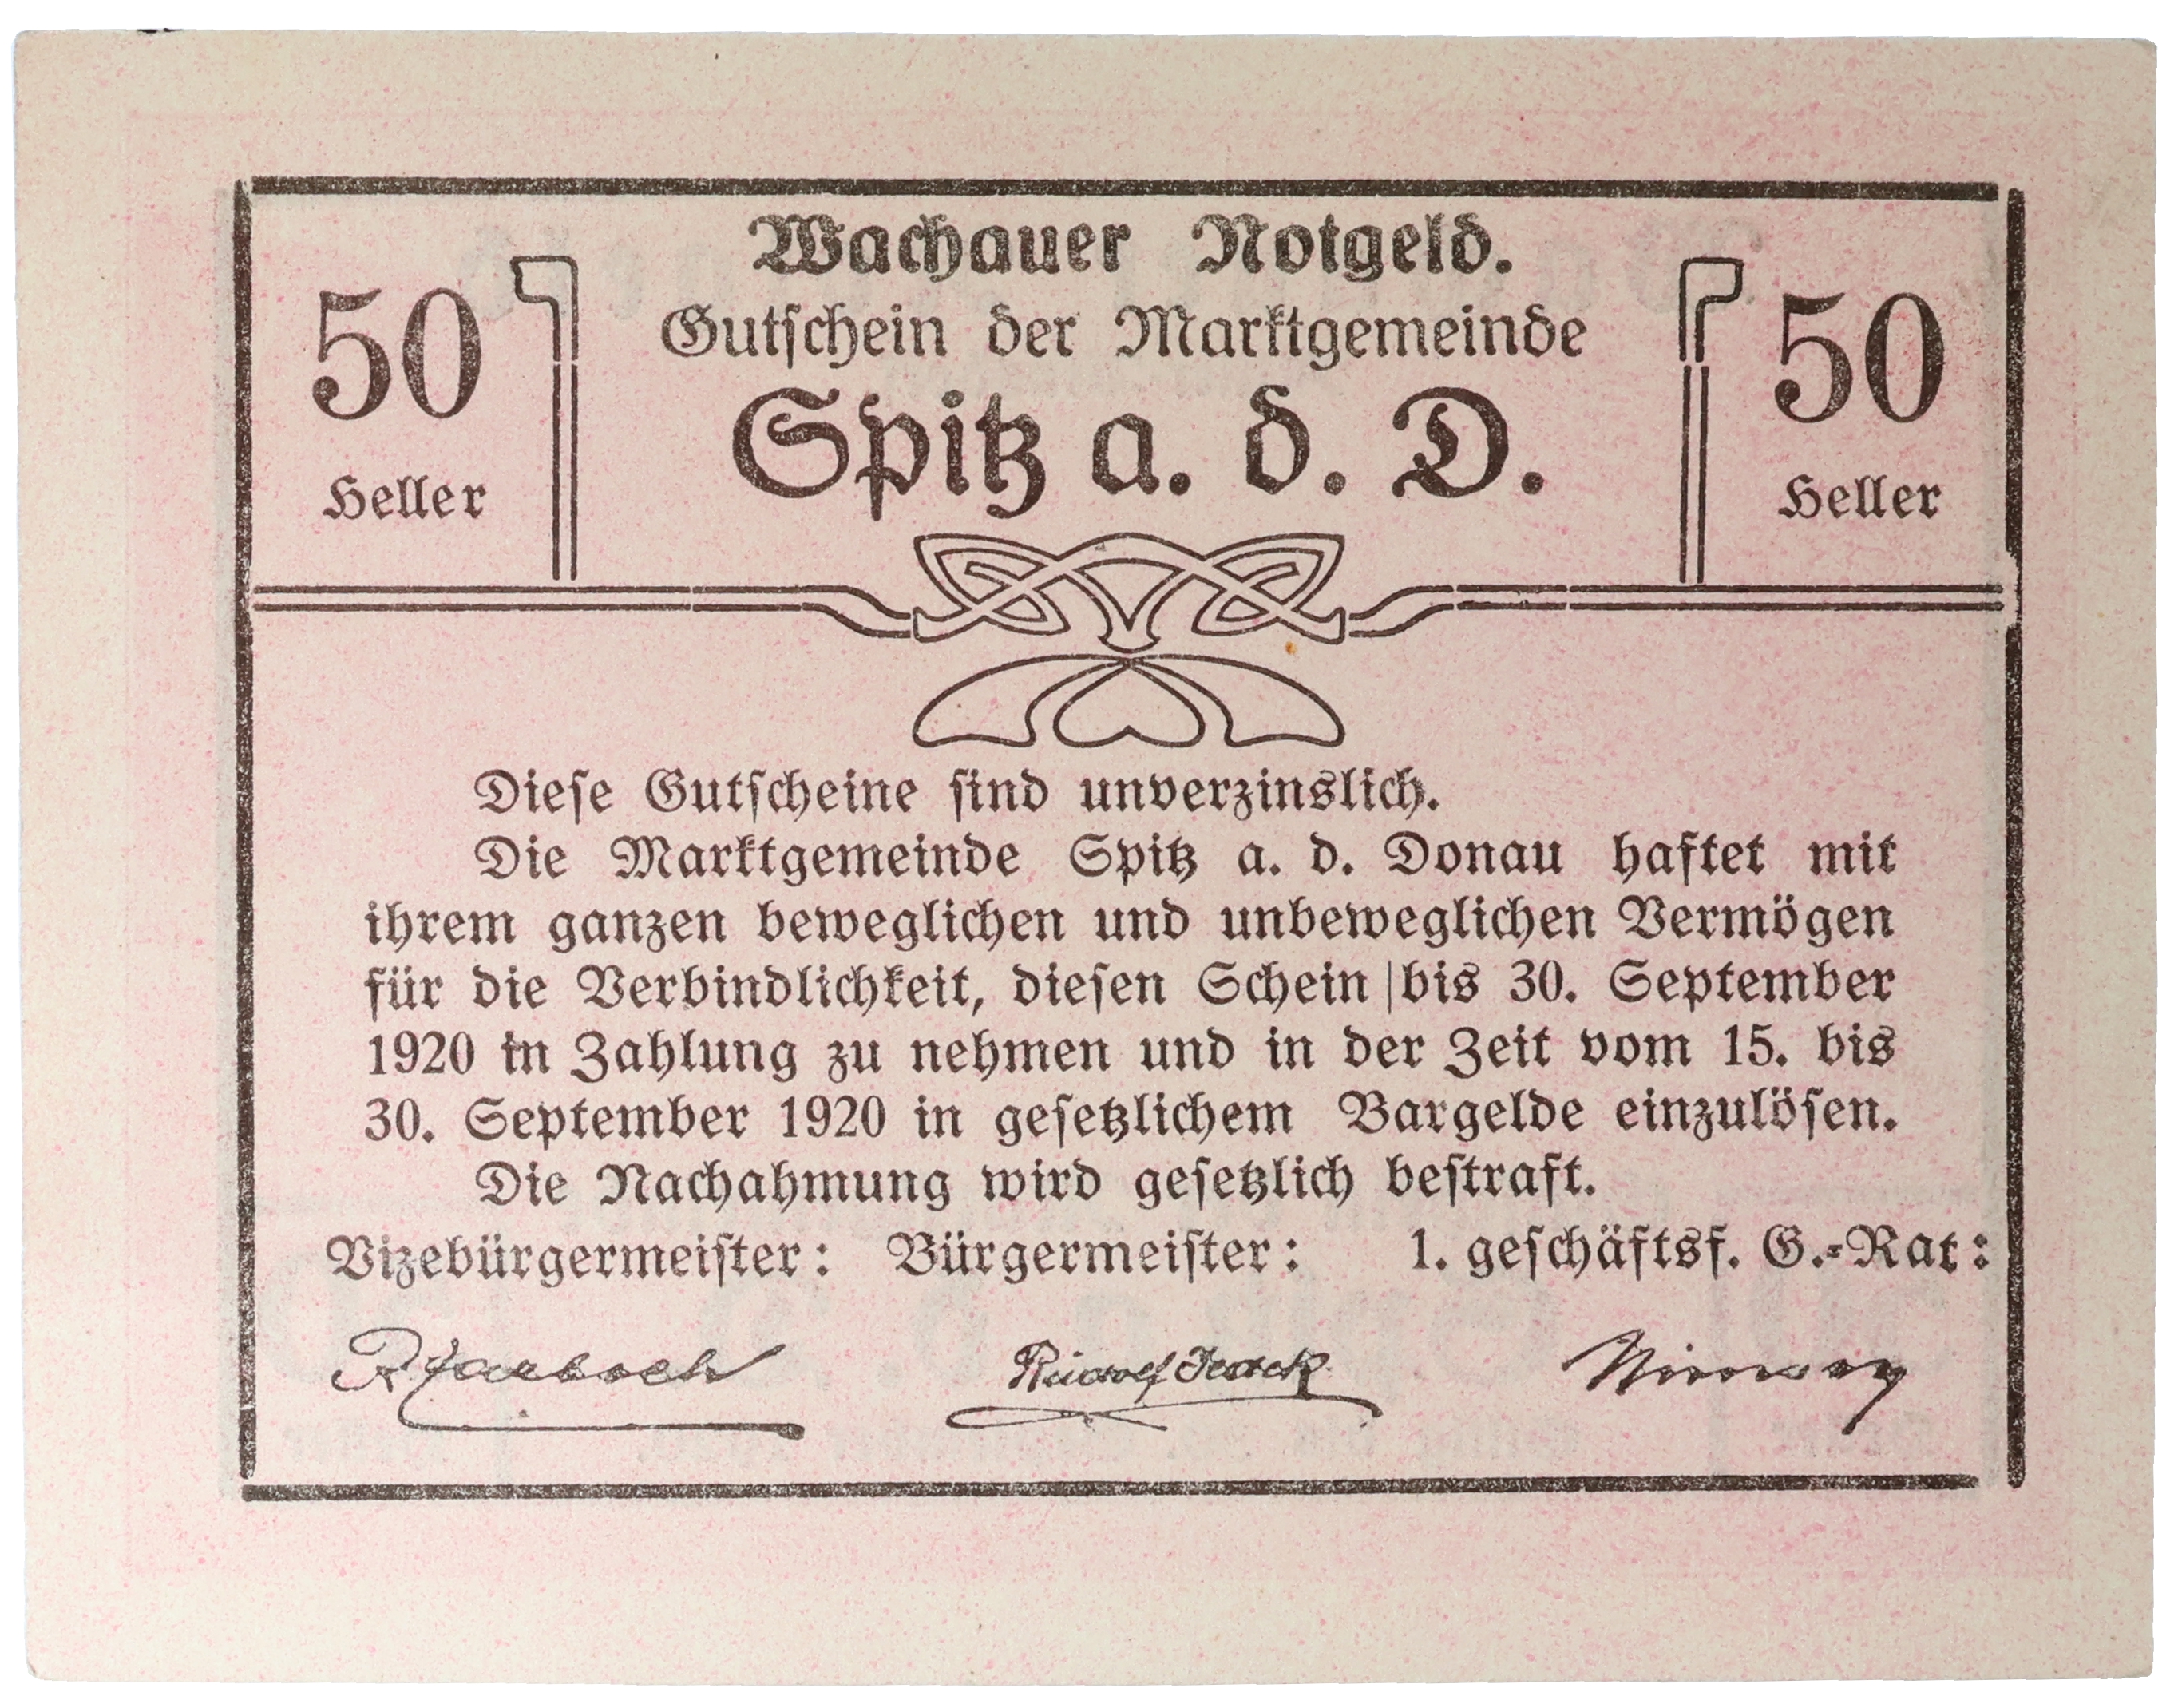 Wachauer Notgeld.
Gutschein der Marktgemeinde
Spitz a. d. D.
50
Heller
50
Heller
Diese Gutscheine sind unverzinslich.
Die Marktgemeinde Spitz a. d. Donau haftet mit
ihrem ganzen beweglichen und unbeweglichen Vermögen
für die Verbindlichkeit, diesen Schein bis 30. September
1920 in Zahlung zu nehmen und in der Zeit vom 15. bis
30. September 1920 in gesetzlichem Bargelde einzulösen.
Die Nachahmung wird gesetzlich bestraft.
Vizebürgermeister: Bürgermeister: 1. geschäftsf. G.-Rat:
Rudolf